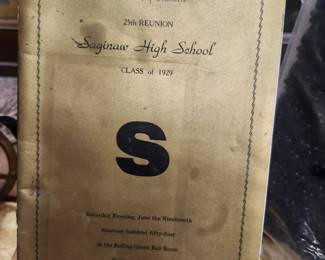 25th REUNION
Saginaw High School
CLASS of 1929
S
Saturday Evening, June the Nineteenth
nineteen hundred fifty-four
in the Rolling Green Ball Room